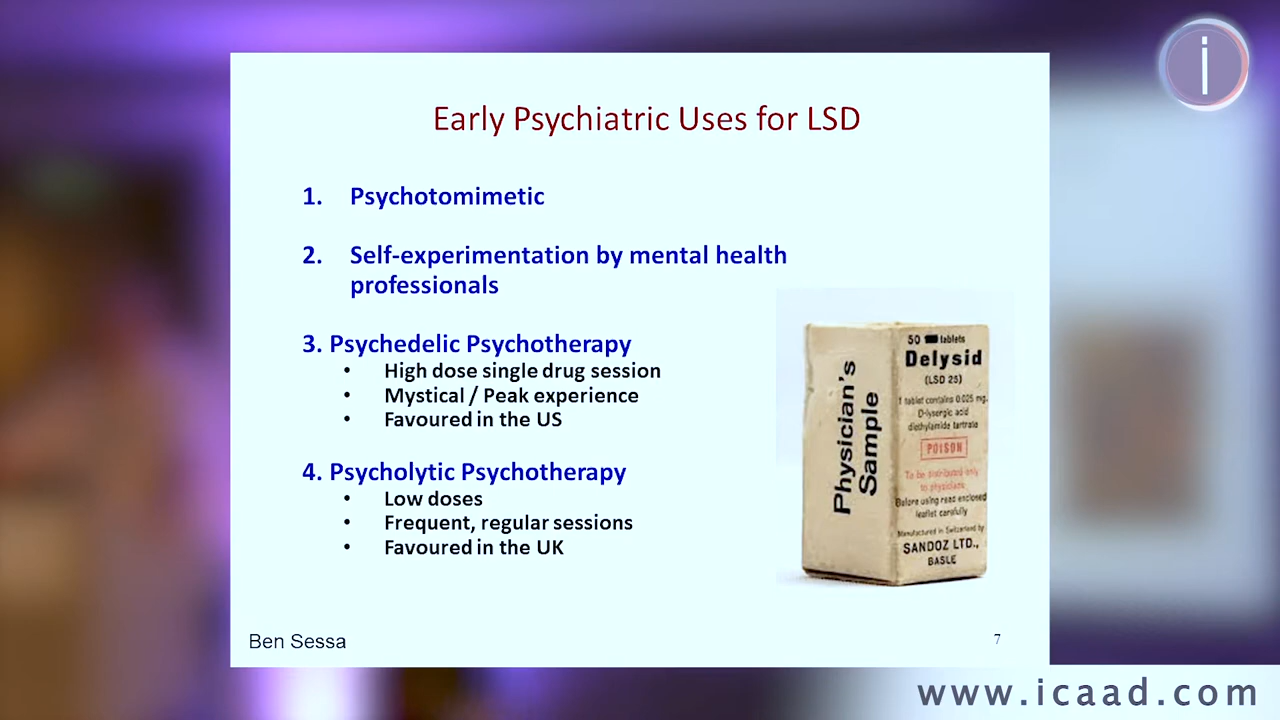 i
Early Psychiatric Uses for LSD
1. Psychotomimetic
2. Self-experimentation by mental health
professionals
3. Psychedelic Psychotherapy
• High dose single drug session
• Mystical / Peak experience
• Favoured in the US
4. Psycholytic Psychotherapy
• Low doses
• Frequent, regular sessions
• Favoured in the UK
Physician's
Sample
50 tablets
Delysid
(LSD 25)
1 tablet contains 0.025 mg.
D-lysergic acid
diethylamide tartrate
POISON
To be distributed only
to physicians
Before using read enclosed
leaflet carefully
Manufactured in Switzerland by
SANDOZ LTD.,
BASLE
Ben Sessa
7
www.icaad.com